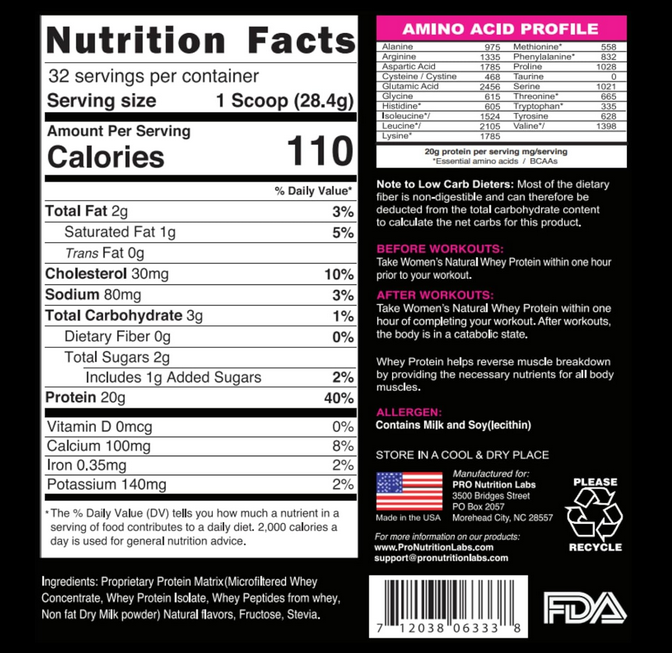 Nutrition Facts
32 servings per container
Serving size 1 Scoop (28.4g)
Amount Per Serving
Calories 110
% Daily Value*
Total Fat 2g 3%
Saturated Fat 1g 5%
Trans Fat 0g
Cholesterol 30mg 10%
Sodium 80mg 3%
Total Carbohydrate 3g 1%
Dietary Fiber 0g 0%
Total Sugars 2g
Includes 1g Added Sugars 2%
Protein 20g 40%
Vitamin D 0mcg 0%
Calcium 100mg 8%
Iron 0.35mg 2%
Potassium 140mg 2%
*The % Daily Value (DV) tells you how much a nutrient in a
serving of food contributes to a daily diet. 2,000 calories a
day is used for general nutrition advice.
Ingredients: Proprietary Protein Matrix(Microfiltered Whey
Concentrate, Whey Protein Isolate, Whey Peptides from whey,
Non fat Dry Milk powder) Natural flavors, Fructose, Stevia.
AMINO ACID PROFILE
Alanine 975 Methionine* 558
Arginine 1335 Phenylalanine* 832
Aspartic Acid 1785 Proline 1028
Cysteine / Cystine 468 Taurine 0
Glutamic Acid 2456 Serine 1021
Glycine 615 Threonine* 665
Histidine* 605 Tryptophan* 335
Isoleucine*/ 1524 Tyrosine 628
Leucine*/ 2105 Valine*/ 1398
Lysine* 1785
20g protein per serving mg/serving
*Essential amino acids / BCAAs
Note to Low Carb Dieters: Most of the dietary
fiber is non-digestible and can therefore be
deducted from the total carbohydrate content
to calculate the net carbs for this product.
BEFORE WORKOUTS:
Take Women's Natural Whey Protein within one hour
prior to your workout.
AFTER WORKOUTS:
Take Women's Natural Whey Protein within one
hour of completing your workout. After workouts,
the body is in a catabolic state.
Whey Protein helps reverse muscle breakdown
by providing the necessary nutrients for all body
muscles.
ALLERGEN:
Contains Milk and Soy(lecithin)
STORE IN A COOL & DRY PLACE
Made in the USA
Manufactured for:
PRO Nutrition Labs
3500 Bridges Street
PO Box 2057
Morehead City, NC 28557
For more information on our products:
www.ProNutritionLabs.com
support@pronutritionlabs.com
PLEASE
RECYCLE
7 12038 06333 8
FDA